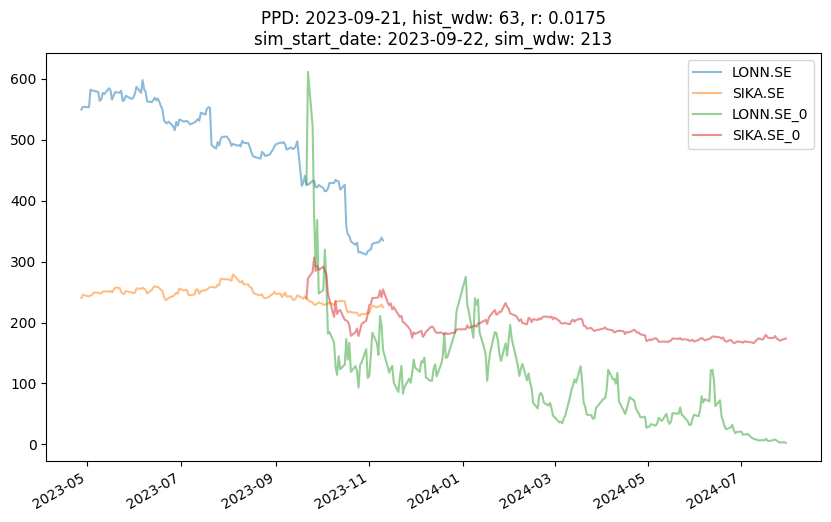 PPD: 2023-09-21, hist_wdw: 63, r: 0.0175
sim_start_date: 2023-09-22, sim_wdw: 213
LONN.SE
SIKA.SE
LONN.SE_0
SIKA.SE_0
600
500
400
300
200
100
0
2023-05
2023-07
2023-09
2023-11
2024-01
2024-03
2024-05
2024-07